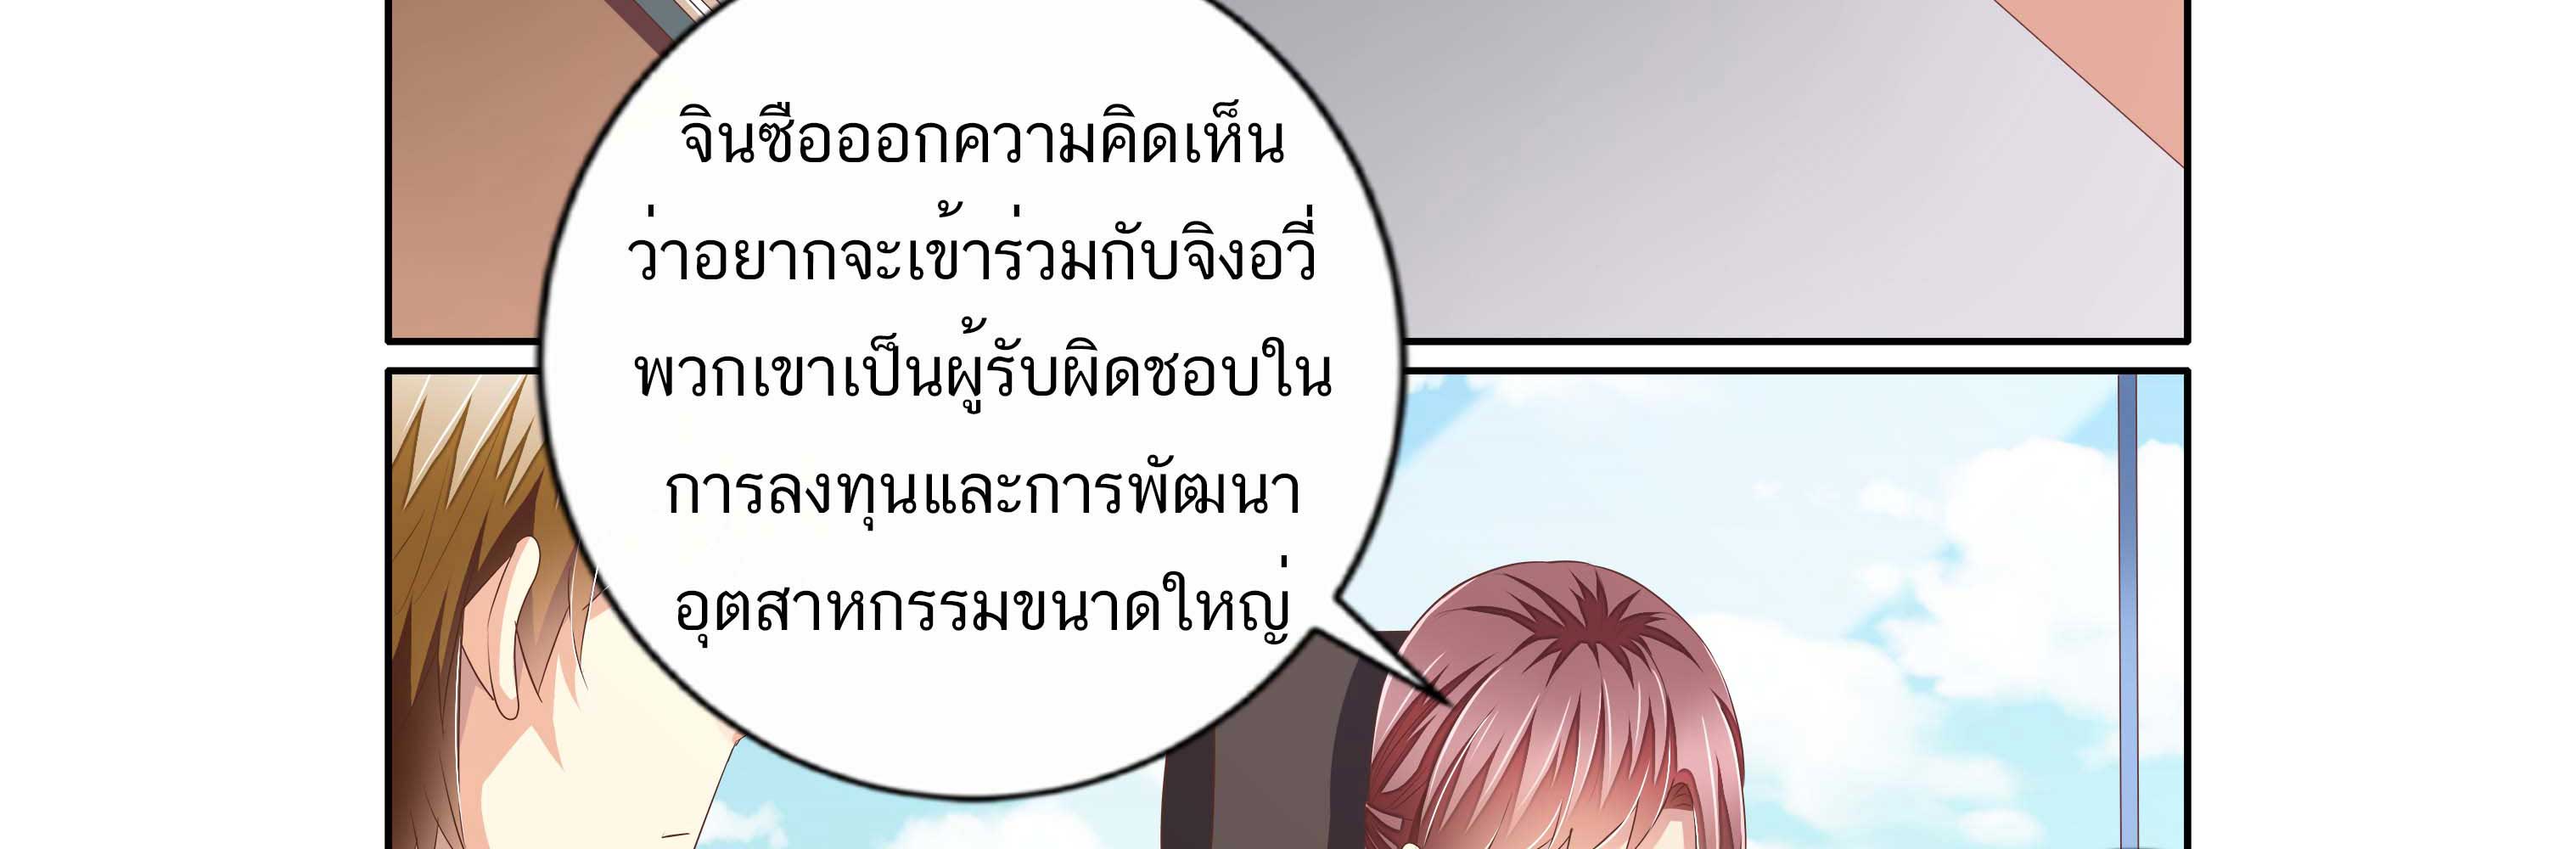 จินซือออกความคิดเห็น
ว่าอยากจะเข้าร่วมกับจิงอวี่
พวกเขาเป็นผู้รับผิดชอบใน
การลงทุนและการพัฒนา
อุตสาหกรรมขนาดใหญ่